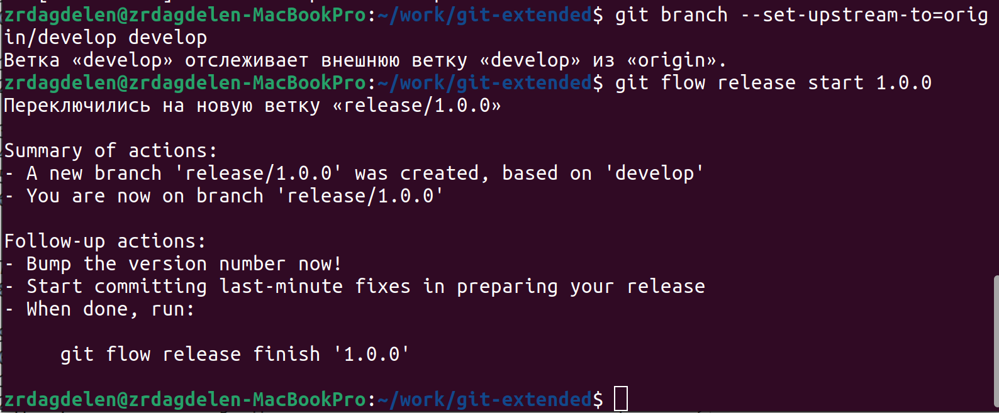 zrdagdelen@zrdagdelen-MacBookPro:~/work/git-extended$ git branch --set-upstream-to=orig
in/develop develop
Ветка «develop» отслеживает внешнюю ветку «develop» из «origin».
zrdagdelen@zrdagdelen-MacBookPro:~/work/git-extended$ git flow release start 1.0.0
Переключились на новую ветку «release/1.0.0»
Summary of actions:
- A new branch 'release/1.0.0' was created, based on 'develop'
- You are now on branch 'release/1.0.0'
Follow-up actions:
- Bump the version number now!
- Start committing last-minute fixes in preparing your release
- When done, run:
git flow release finish '1.0.0'
zrdagdelen@zrdagdelen-MacBookPro:~/work/git-extended$